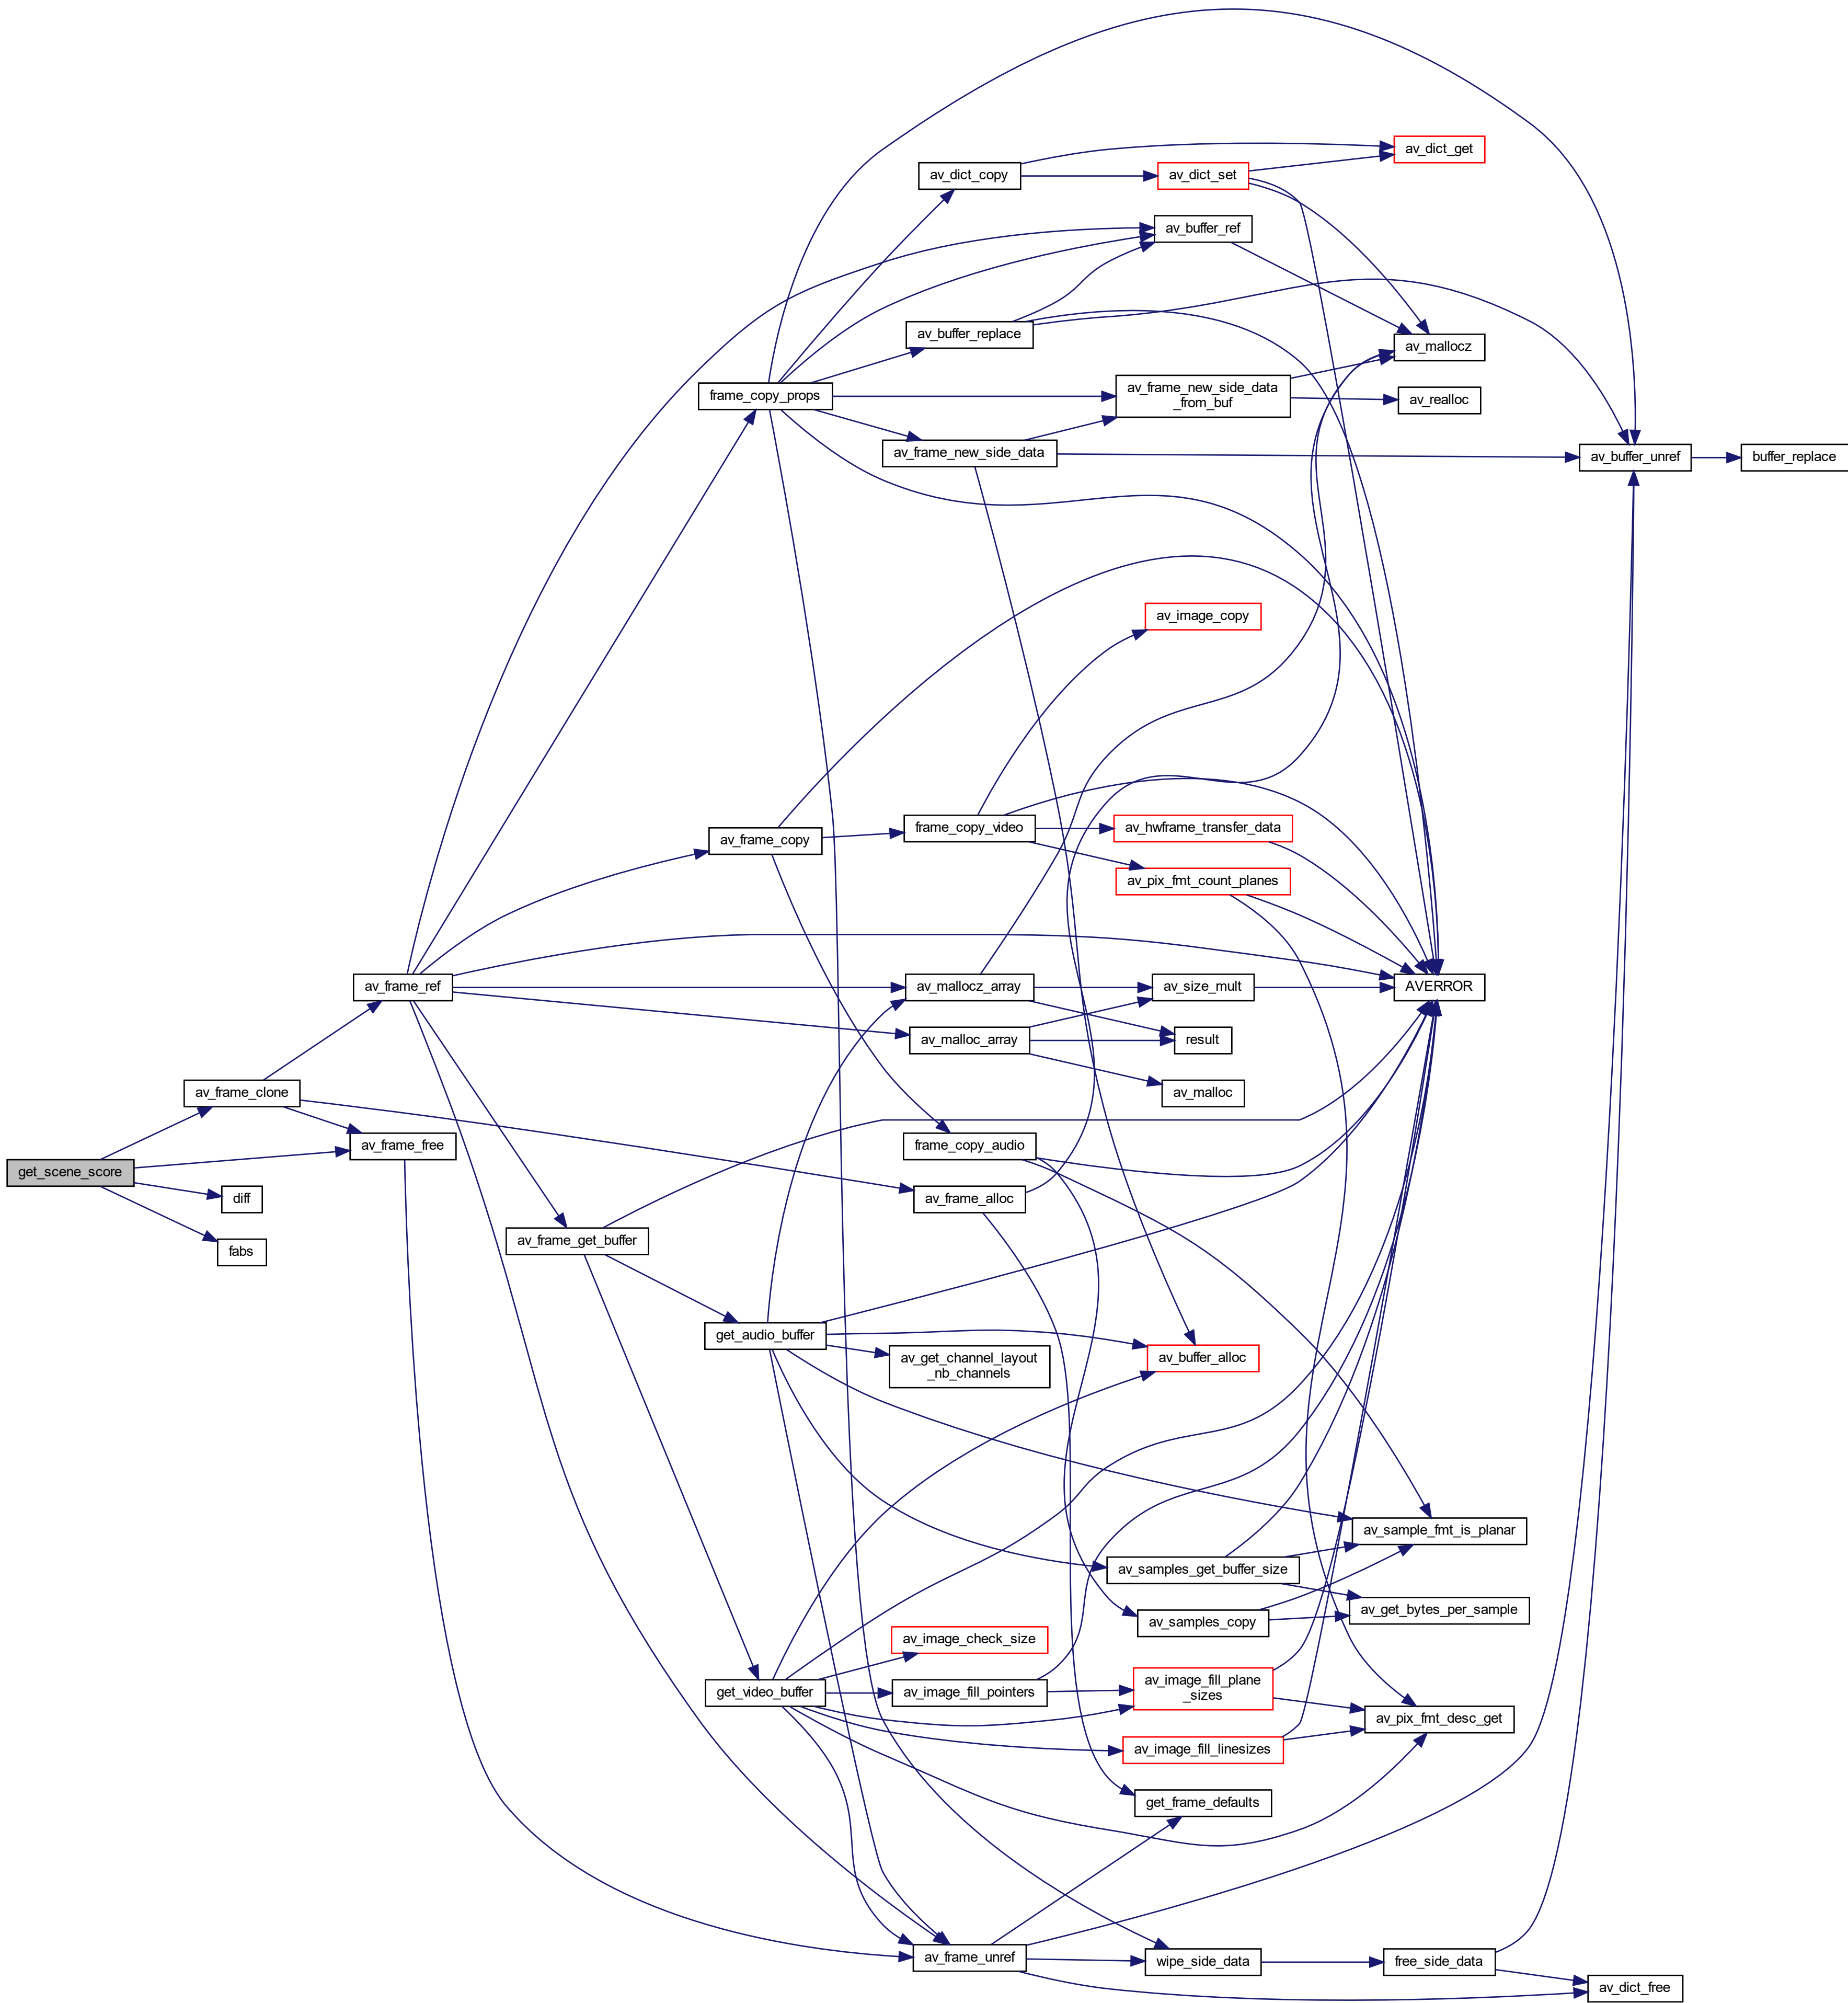 av_dict_get
av_dict_copy
av_dict_set
av_buffer_ref
av_buffer_replace
av_mallocz
frame_copy_props
av_frame_new_side_data
_from_buf
av_realloc
av_frame_new_side_data
av_buffer_unref
buffer_replace
av_image_copy
av_frame_copy
frame_copy_video
av_hwframe_transfer_data
av_pix_fmt_count_planes
av_frame_ref
av_mallocz_array
av_size_mult
AVERROR
av_malloc_array
result
av_frame_clone
av_malloc
av_frame_free
frame_copy_audio
get_scene_score
diff
av_frame_alloc
fabs
av_frame_get_buffer
get_audio_buffer
av_get_channel_layout
_nb_channels
av_buffer_alloc
av_sample_fmt_is_planar
av_samples_get_buffer_size
av_samples_copy
av_get_bytes_per_sample
av_image_check_size
get_video_buffer
av_image_fill_pointers
av_image_fill_plane
_sizes
av_pix_fmt_desc_get
av_image_fill_linesizes
get_frame_defaults
av_frame_unref
wipe_side_data
free_side_data
av_dict_free